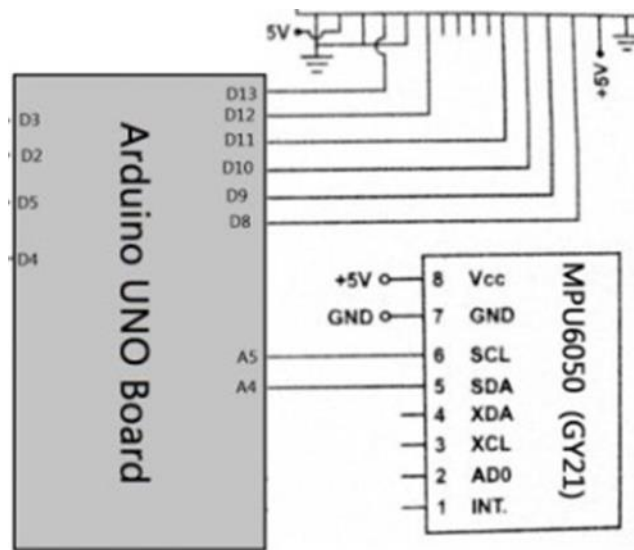 5V
+5V
D13
D12
D11
D10
D9
D8
D3
D2
D5
D4
Arduino UNO Board
A5
A4
+5V
GND
8 Vcc
7 GND
6 SCL
5 SDA
4 XDA
3 XCL
2 AD0
1 INT.
MPU6050 (GY21)